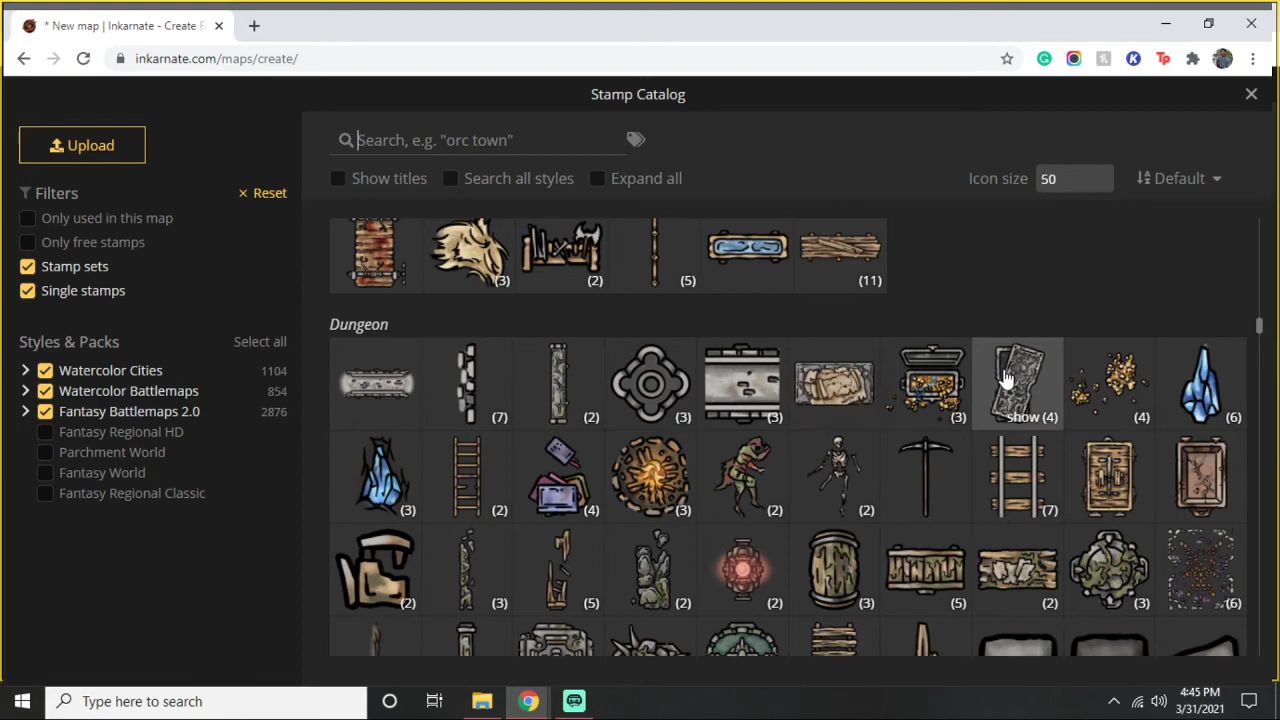 * New map | Inkarnate - Create F
inkarnate.com/maps/create/
Stamp Catalog
Upload
Search, e.g. "orc town"
Show titles
Search all styles
Expand all
Icon size
50
Default
Filters
Reset
Only used in this map
Only free stamps
Stamp sets
Single stamps
Styles & Packs
Select all
Watercolor Cities 1104
Watercolor Battlemaps 854
Fantasy Battlemaps 2.0 2876
Fantasy Regional HD
Parchment World
Fantasy World
Fantasy Regional Classic
(3) (2) (5) (11)
Dungeon
(7) (2) (3) (3) (3) show (4) (4) (6)
(3) (2) (4) (3) (2) (2) (7)
(2) (3) (5) (2) (2) (3) (5) (2) (3) (6)
Type here to search
4:45 PM
3/31/2021